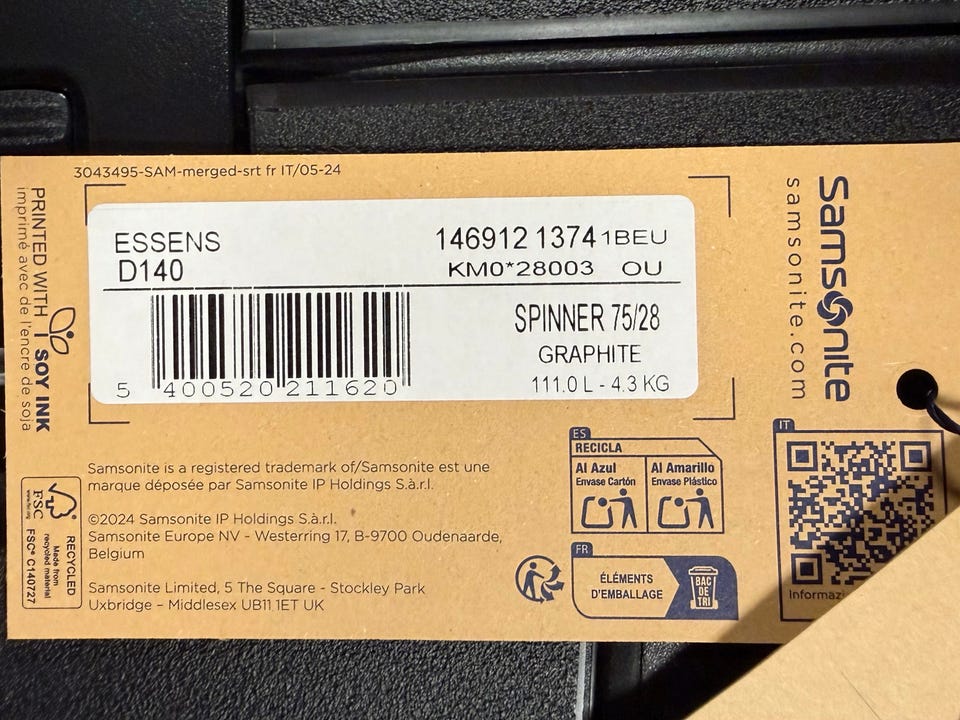 3043495-SAM-merged-srt fr IT/05-24
PRINTED WITH
SOY INK
imprimé avec de l'encre de soja
ESSENS
D140
146912 1374 1BEU
KM0*28003 OU
5 400520 211620
SPINNER 75/28
GRAPHITE
111.0 L - 4.3 KG
Samsonite
samsonite.com
Samsonite is a registered trademark of/Samsonite est une
marque déposée par Samsonite IP Holdings S.à.r.l.
©2024 Samsonite IP Holdings S.à.r.l.
Samsonite Europe NV - Westerring 17, B-9700 Oudenaarde,
Belgium
Samsonite Limited, 5 The Square - Stockley Park
Uxbridge – Middlesex UB11 1ET UK
FSC
www.fsc.org
RECYCLED
Made from
recycled material
FSC® C140727
ES
RECICLA
Al Azul
Envase Cartón
Al Amarillo
Envase Plástico
FR
ÉLÉMENTS
D'EMBALLAGE
BAC
DE
TRI
IT